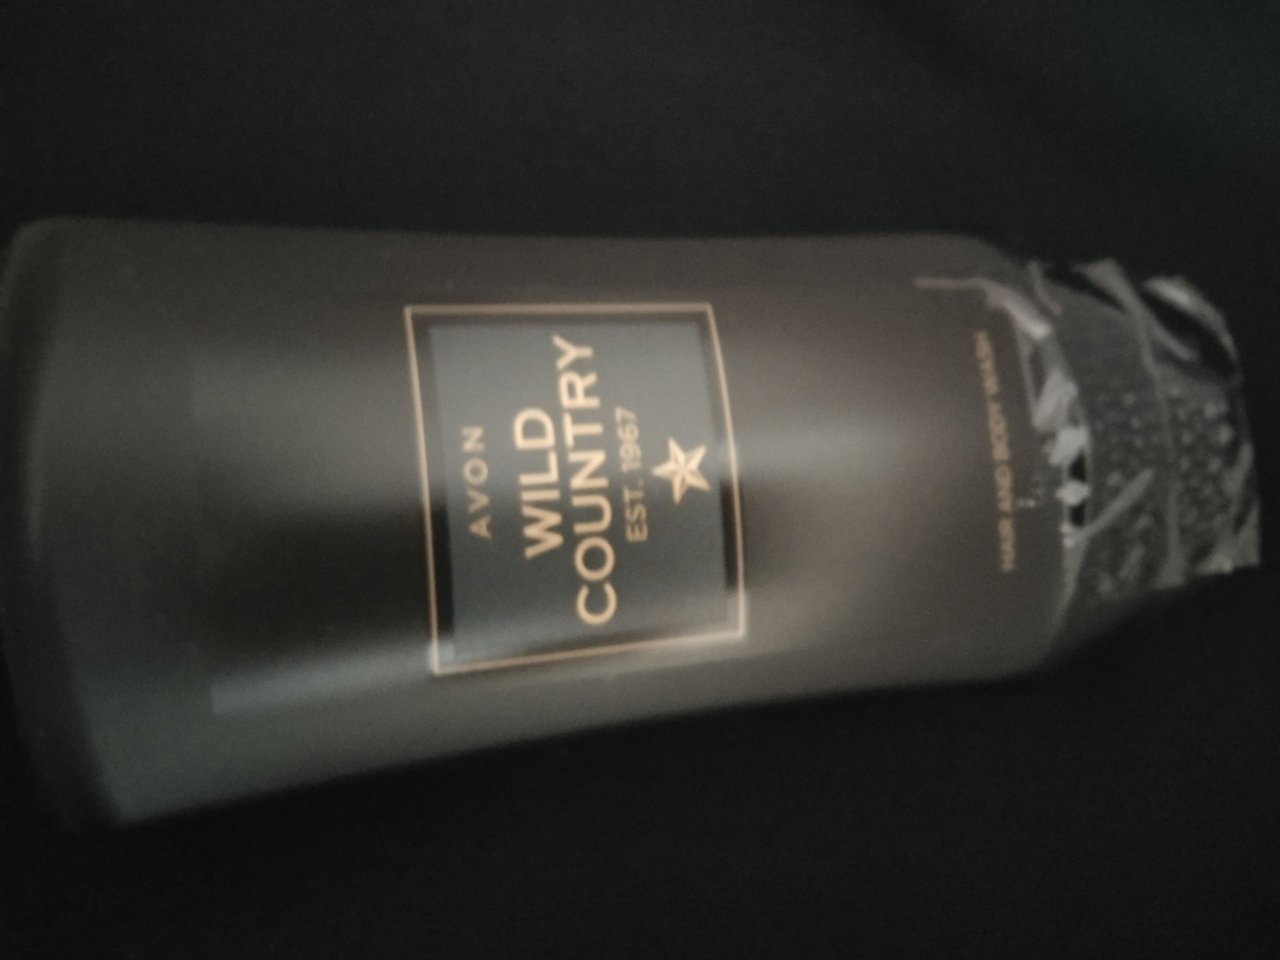 AVON
WILD
COUNTRY
EST. 1967
HAIR AND BODY WASH